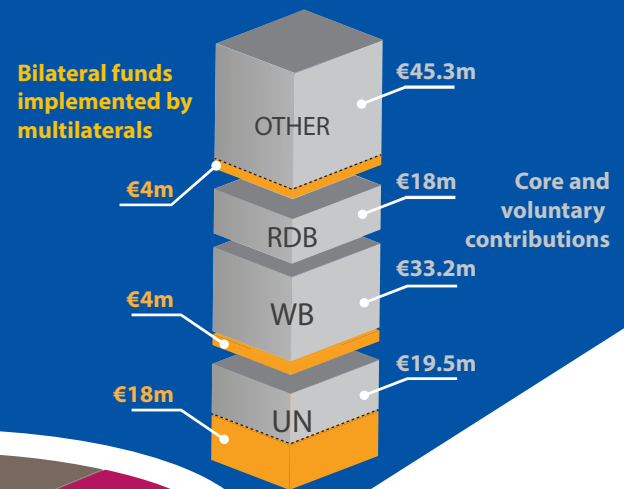 Bilateral funds
implemented by
multilaterals
€45.3m
OTHER
€4m
€18m
Core and
voluntary
contributions
RDB
€33.2m
€4m
WB
€19.5m
€18m
UN